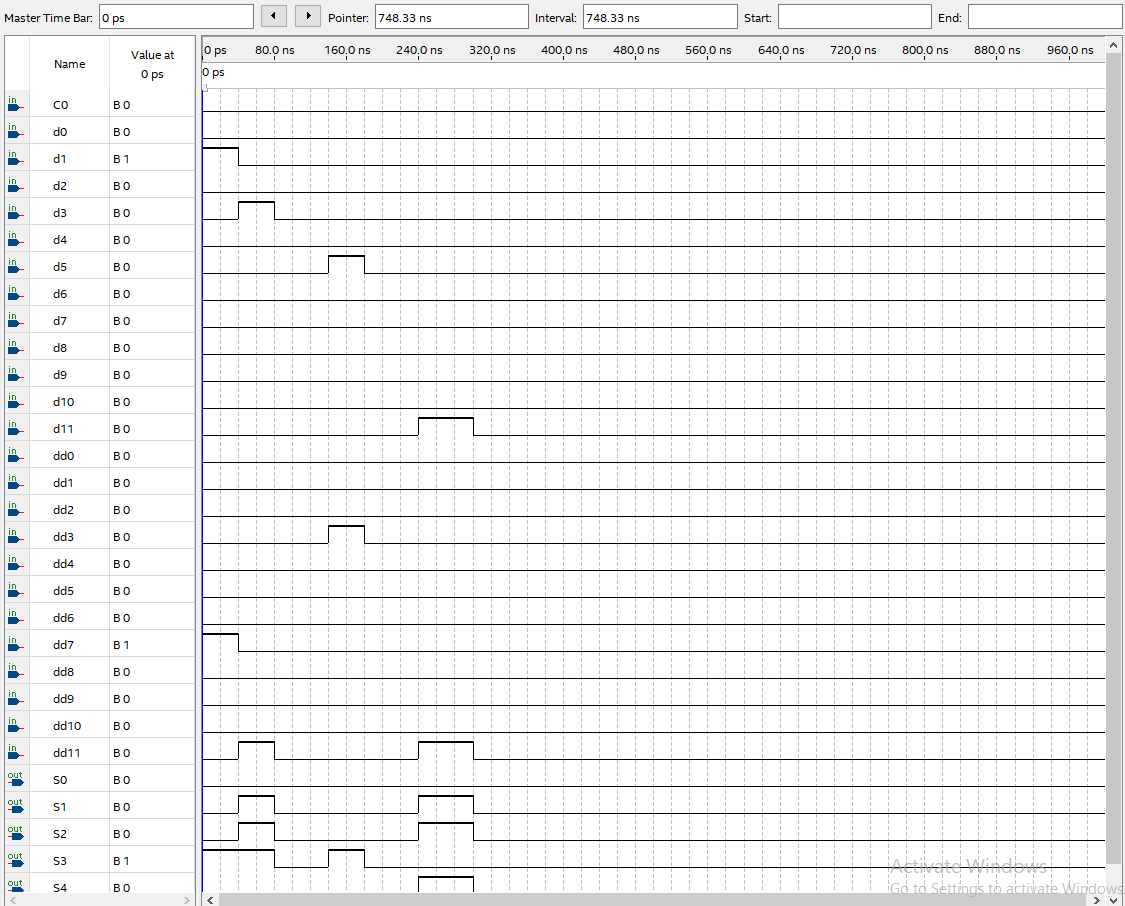 Master Time Bar: 0 ps Pointer: 748.33 ns Interval: 748.33 ns Start: End:
Name Value at 0 ps
0 ps 80.0 ns 160.0 ns 240.0 ns 320.0 ns 400.0 ns 480.0 ns 560.0 ns 640.0 ns 720.0 ns 800.0 ns 880.0 ns 960.0 ns
0 ps
in C0 B 0
in d0 B 0
in d1 B 1
in d2 B 0
in d3 B 0
in d4 B 0
in d5 B 0
in d6 B 0
in d7 B 0
in d8 B 0
in d9 B 0
in d10 B 0
in d11 B 0
in dd0 B 0
in dd1 B 0
in dd2 B 0
in dd3 B 0
in dd4 B 0
in dd5 B 0
in dd6 B 0
in dd7 B 1
in dd8 B 0
in dd9 B 0
in dd10 B 0
in dd11 B 0
out S0 B 0
out S1 B 0
out S2 B 0
out S3 B 1
out S4 B 0
Activate Windows
Go to Settings to activate Windows.